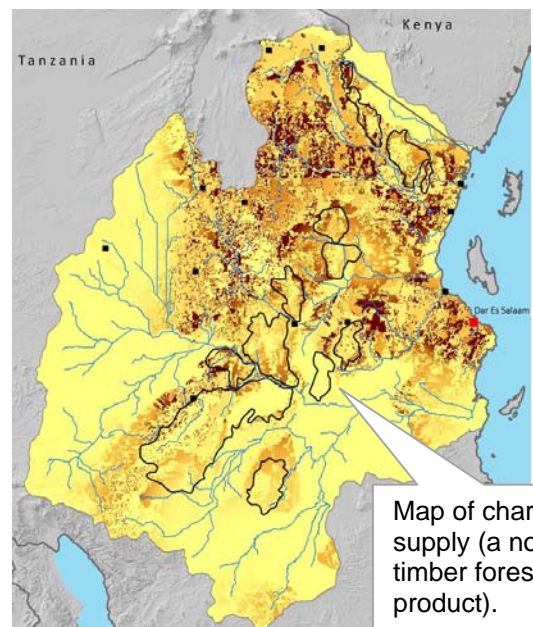 Kenya
Tanzania
Dar Es Salaam
Map of char
supply (a no
timber fores
product).